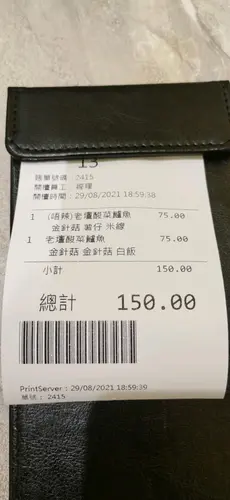 13
賬單號碼 : 2415
開檯員工 : 經理
開檯時間 : 29/08/2021 18:59:38
1 (唔辣)老壇酸菜鱸魚 75.00
金針菇 薯仔 米線
1 老壇酸菜鱸魚 75.00
金針菇 金針菇 白飯
小計 150.00
總計 150.00
PrintServer : 29/08/2021 18:59:39
單號 : 2415